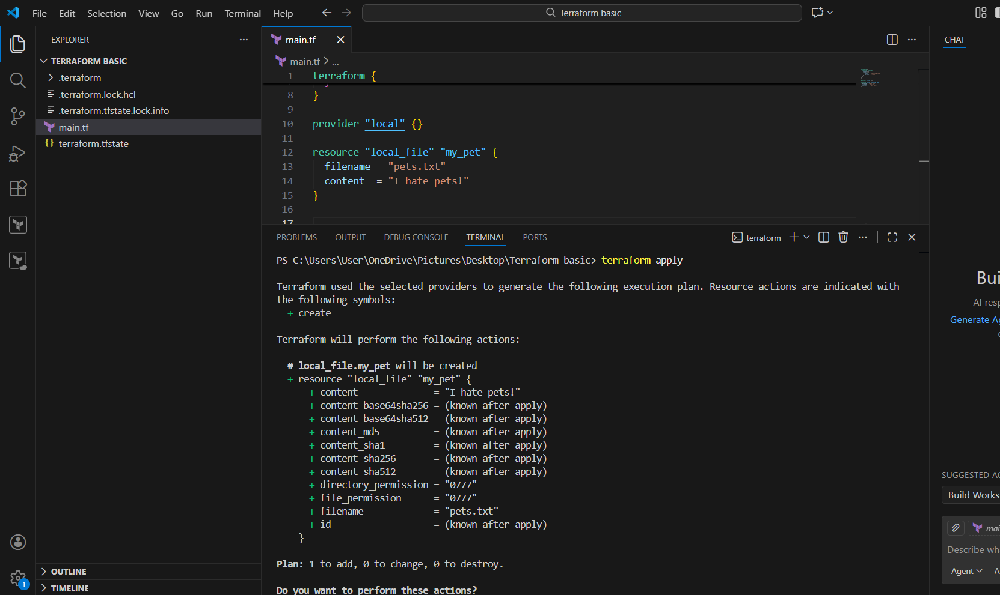 File Edit Selection View Go Run Terminal Help
Terraform basic
EXPLORER
TERRAFORM BASIC
.terraform
.terraform.lock.hcl
.terraform.tfstate.lock.info
main.tf
terraform.tfstate
OUTLINE
TIMELINE
1
main.tf
main.tf > ...
1 terraform {
8 }
9
10 provider "local" {}
11
12 resource "local_file" "my_pet" {
13 filename = "pets.txt"
14 content = "I hate pets!"
15 }
16
17
PROBLEMS OUTPUT DEBUG CONSOLE TERMINAL PORTS
terraform
PS C:\Users\User\OneDrive\Pictures\Desktop\Terraform basic> terraform apply
Terraform used the selected providers to generate the following execution plan. Resource actions are indicated with
the following symbols:
+ create
Terraform will perform the following actions:
# local_file.my_pet will be created
+ resource "local_file" "my_pet" {
+ content = "I hate pets!"
+ content_base64sha256 = (known after apply)
+ content_base64sha512 = (known after apply)
+ content_md5 = (known after apply)
+ content_sha1 = (known after apply)
+ content_sha256 = (known after apply)
+ content_sha512 = (known after apply)
+ directory_permission = "0777"
+ file_permission = "0777"
+ filename = "pets.txt"
+ id = (known after apply)
}
Plan: 1 to add, 0 to change, 0 to destroy.
Do you want to perform these actions?
CHAT
Bui
AI resp
Generate Ag
SUGGESTED AC
Build Works
mai
Describe wh
Agent
A